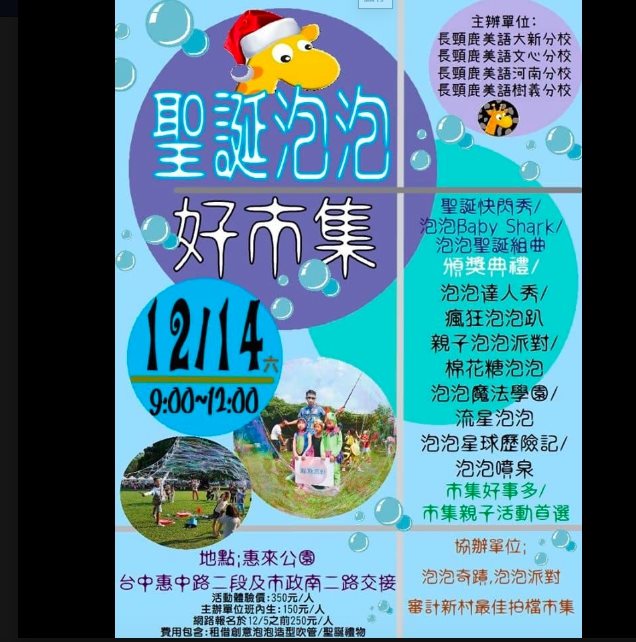 主辦單位:
長頸鹿美語大新分校
長頸鹿美語文心分校
長頸鹿美語河南分校
長頸鹿美語樹義分校
聖誕泡泡
好市集
12/14六
9:00~12:00
聖誕快閃秀/
泡泡Baby Shark/
泡泡聖誕組曲
頒獎典禮/
泡泡達人秀/
瘋狂泡泡趴
親子泡泡派對/
棉花糖泡泡
泡泡魔法學園/
流星泡泡
泡泡星球歷險記/
泡泡噴泉
市集好事多/
市集親子活動首選
地點;惠來公園
台中惠中路二段及市政南二路交接
活動體驗價:350元/人
主辦單位班內生:150元/人
網路報名於12/5之前250元/人
費用包含:租借創意泡泡造型吹管/聖誕禮物
協辦單位;
泡泡奇蹟,泡泡派對
審計新村最佳拍檔市集